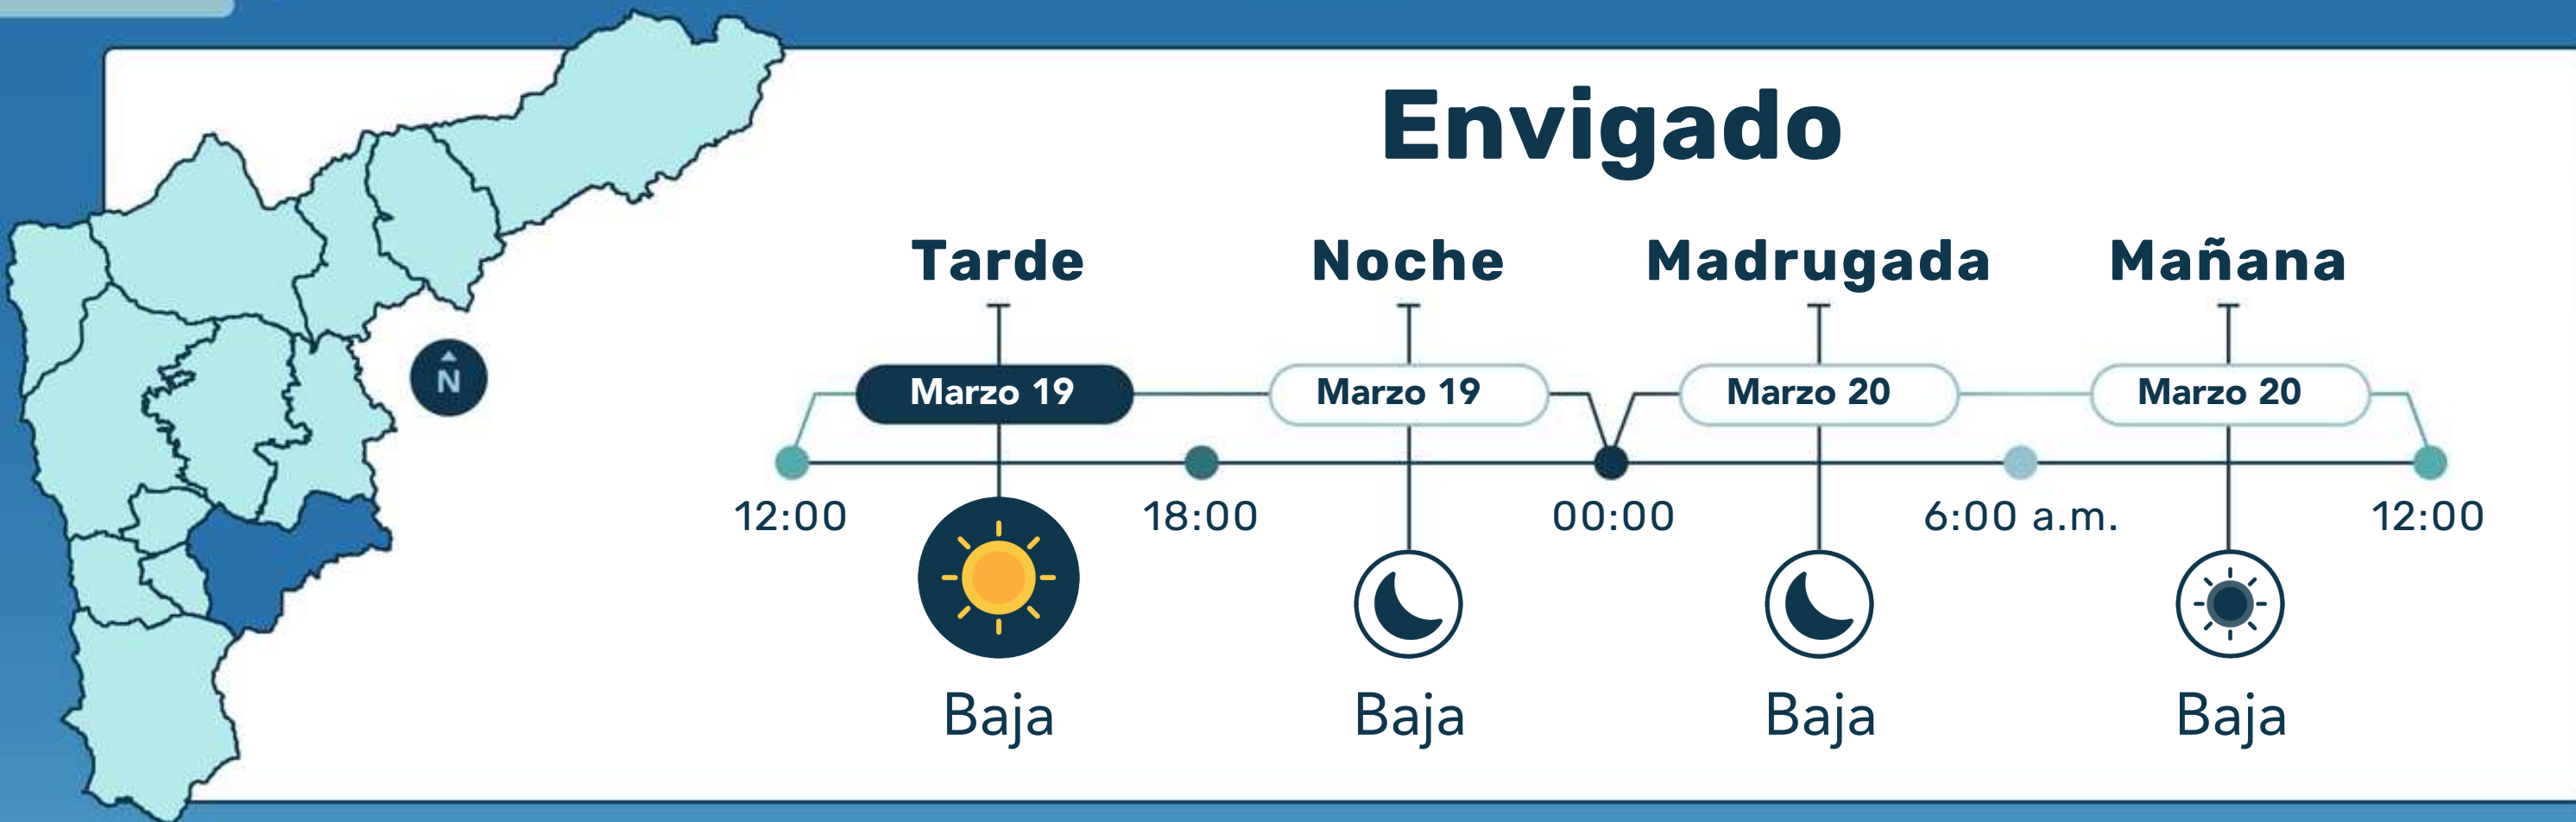 Envigado
Tarde Noche Madrugada Mañana
Marzo 19 Marzo 19 Marzo 20 Marzo 20
N
12:00 18:00 00:00 6:00 a.m. 12:00
Baja Baja Baja Baja